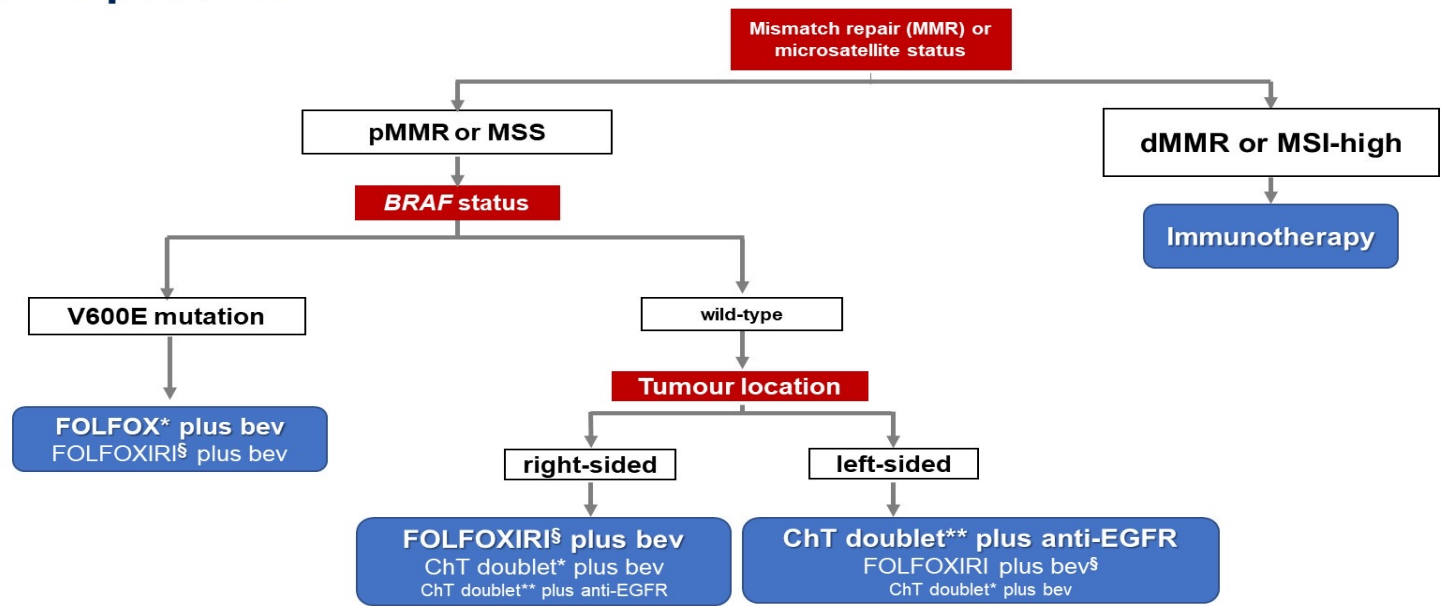 Mismatch repair (MMR) or
microsatellite status
pMMR or MSS
dMMR or MSI-high
BRAF status
Immunotherapy
V600E mutation
wild-type
Tumour location
FOLFOX* plus bev
FOLFOXIRI§ plus bev
right-sided
left-sided
FOLFOXIRI§ plus bev
ChT doublet* plus bev
ChT doublet** plus anti-EGFR
ChT doublet** plus anti-EGFR
FOLFOXIRI plus bev§
ChT doublet* plus bev